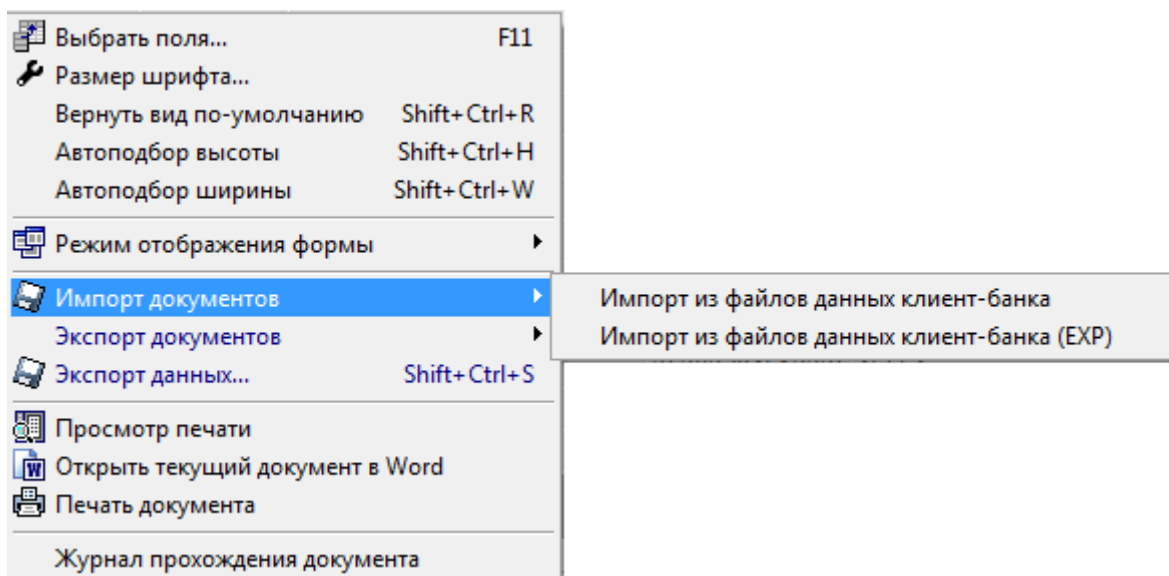 Выбрать поля... F11
Размер шрифта...
Вернуть вид по-умолчанию Shift+Ctrl+R
Автоподбор высоты Shift+Ctrl+H
Автоподбор ширины Shift+Ctrl+W
Режим отображения формы
Импорт документов
Импорт из файлов данных клиент-банка
Экспорт документов
Импорт из файлов данных клиент-банка (EXP)
Экспорт данных... Shift+Ctrl+S
Просмотр печати
Открыть текущий документ в Word
Печать документа
Журнал прохождения документа